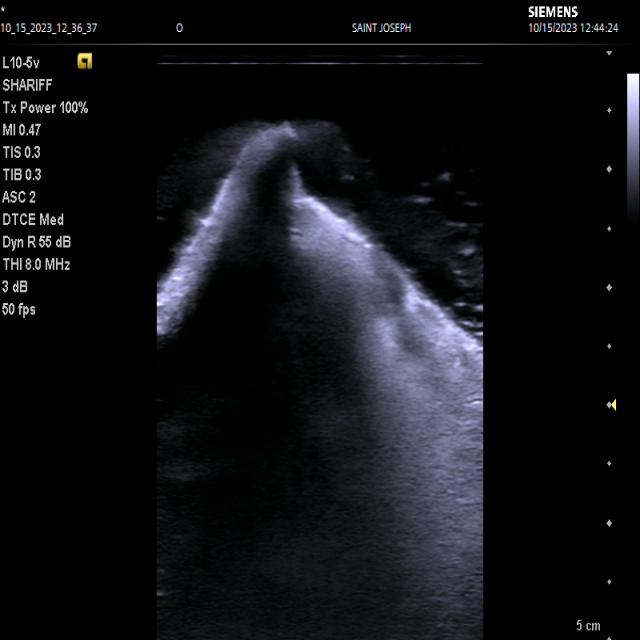 *
SIEMENS
10_15_2023_12_36_37 O SAINT JOSEPH 10/15/2023 12:44:24
L10-5v
SHARIFF
Tx Power 100%
MI 0.47
TIS 0.3
TIB 0.3
ASC 2
DTCE Med
Dyn R 55 dB
THI 8.0 MHz
3 dB
50 fps
5 cm